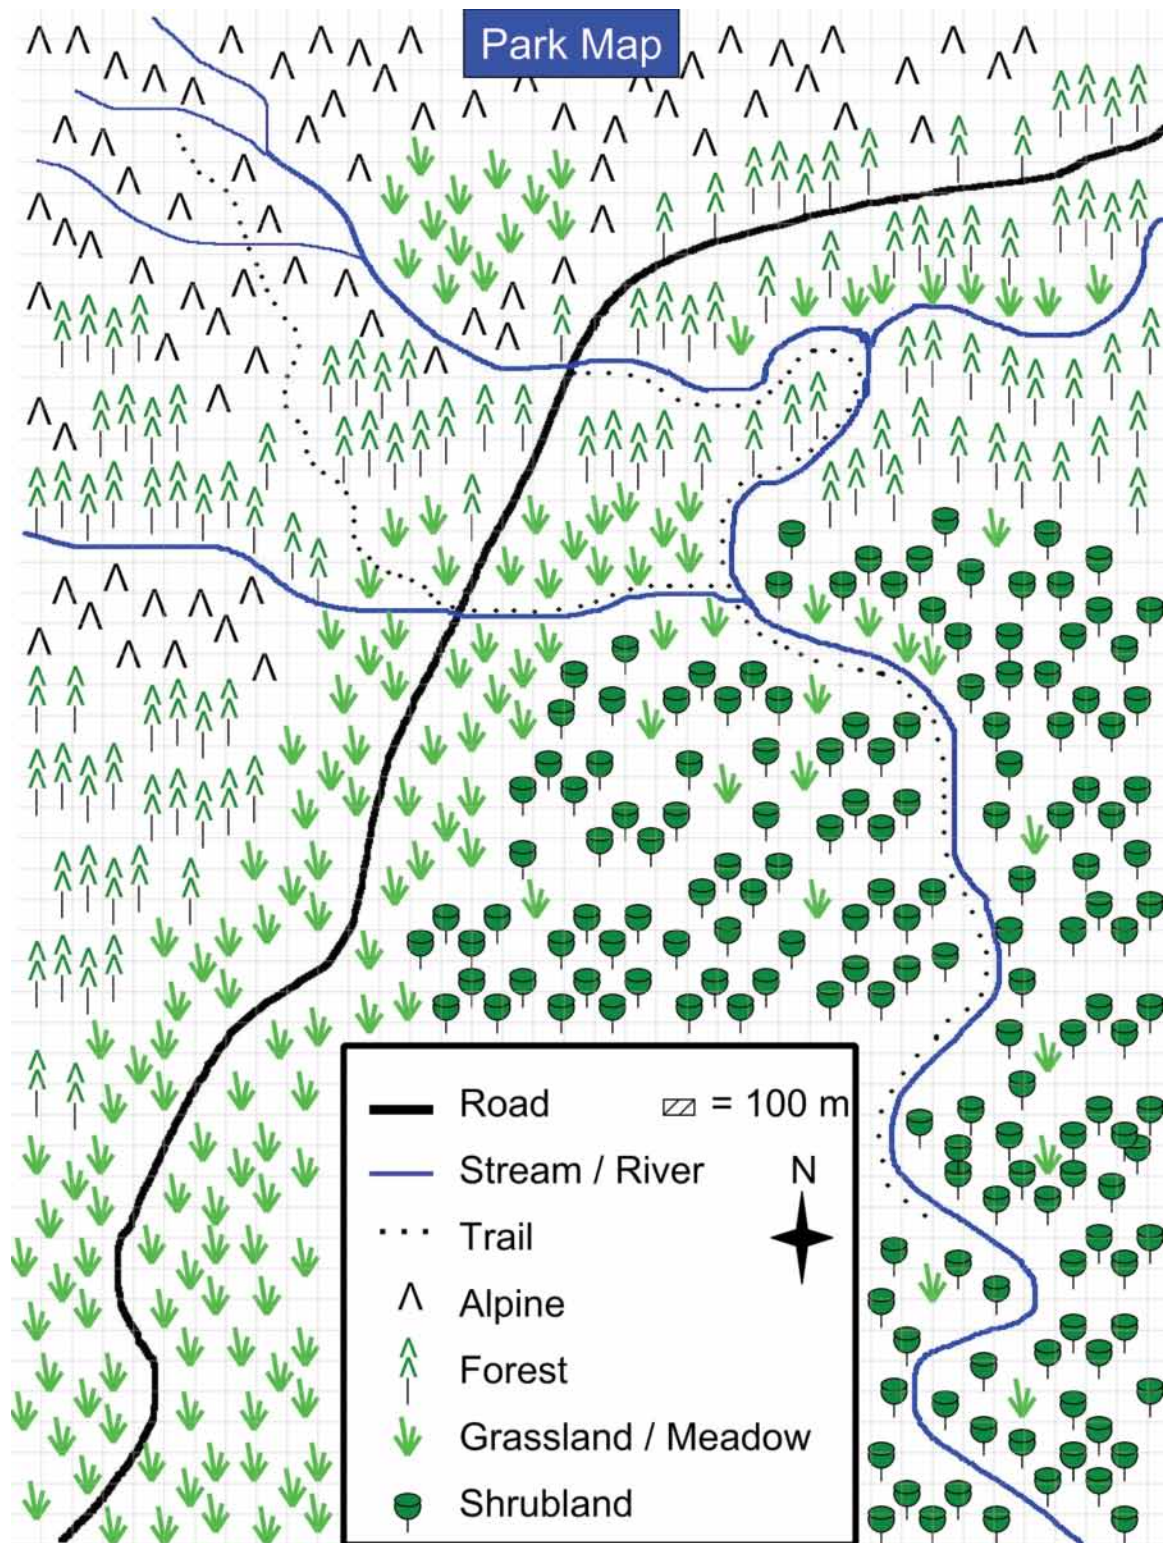 Park Map
Road = 100 m
Stream / River N
Trail
Alpine
Forest
Grassland / Meadow
Shrubland